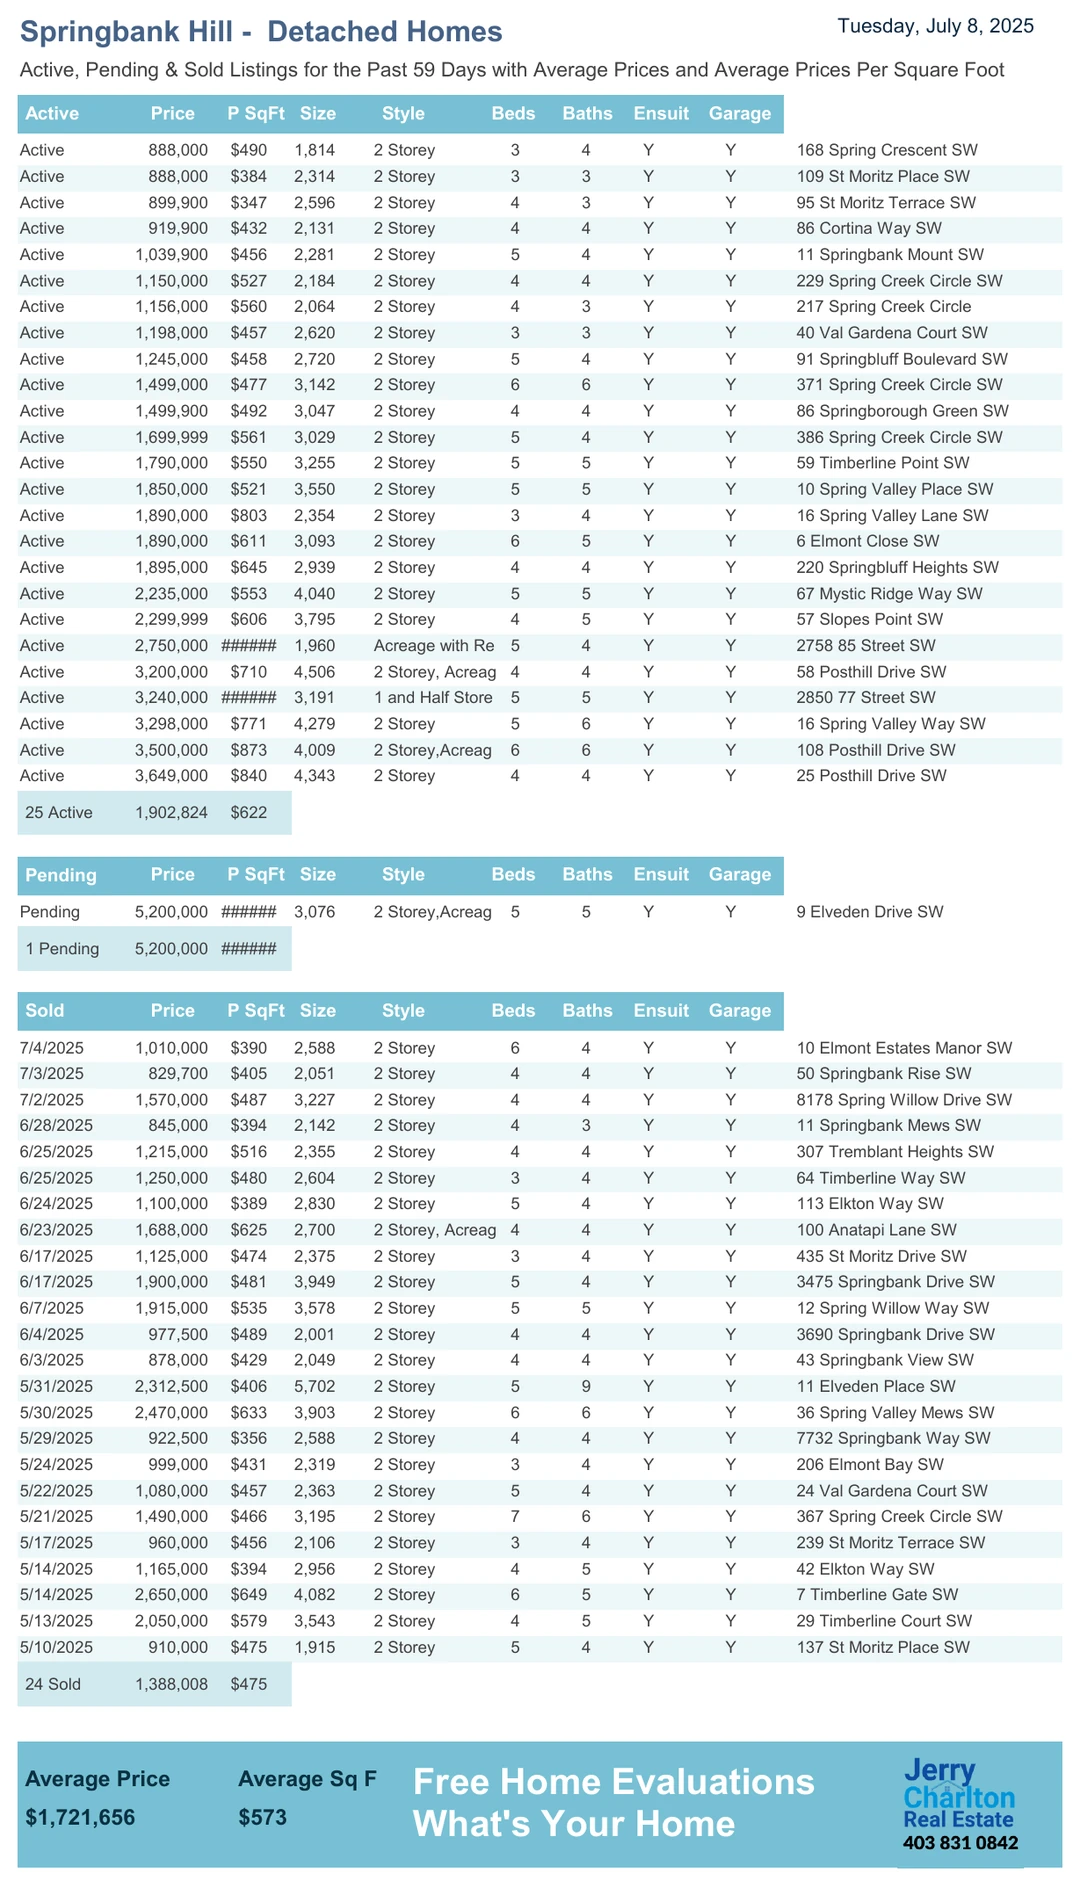 Springbank Hill - Detached Homes
Tuesday, July 8, 2025
Active, Pending & Sold Listings for the Past 59 Days with Average Prices and Average Prices Per Square Foot
Active Price P SqFt Size Style Beds Baths Ensuit Garage
Active 888,000 $490 1,814 2 Storey 3 4 Y Y 168 Spring Crescent SW
Active 888,000 $384 2,314 2 Storey 3 3 Y Y 109 St Moritz Place SW
Active 899,900 $347 2,596 2 Storey 4 3 Y Y 95 St Moritz Terrace SW
Active 919,900 $432 2,131 2 Storey 4 4 Y Y 86 Cortina Way SW
Active 1,039,900 $456 2,281 2 Storey 5 4 Y Y 11 Springbank Mount SW
Active 1,150,000 $527 2,184 2 Storey 4 4 Y Y 229 Spring Creek Circle SW
Active 1,156,000 $560 2,064 2 Storey 4 3 Y Y 217 Spring Creek Circle
Active 1,198,000 $457 2,620 2 Storey 3 3 Y Y 40 Val Gardena Court SW
Active 1,245,000 $458 2,720 2 Storey 5 4 Y Y 91 Springbluff Boulevard SW
Active 1,499,000 $477 3,142 2 Storey 6 6 Y Y 371 Spring Creek Circle SW
Active 1,499,900 $492 3,047 2 Storey 4 4 Y Y 86 Springborough Green SW
Active 1,699,999 $561 3,029 2 Storey 5 4 Y Y 386 Spring Creek Circle SW
Active 1,790,000 $550 3,255 2 Storey 5 5 Y Y 59 Timberline Point SW
Active 1,850,000 $521 3,550 2 Storey 5 5 Y Y 10 Spring Valley Place SW
Active 1,890,000 $803 2,354 2 Storey 3 4 Y Y 16 Spring Valley Lane SW
Active 1,890,000 $611 3,093 2 Storey 6 5 Y Y 6 Elmont Close SW
Active 1,895,000 $645 2,939 2 Storey 4 4 Y Y 220 Springbluff Heights SW
Active 2,235,000 $553 4,040 2 Storey 5 5 Y Y 67 Mystic Ridge Way SW
Active 2,299,999 $606 3,795 2 Storey 4 5 Y Y 57 Slopes Point SW
Active 2,750,000 ###### 1,960 Acreage with Re 5 4 Y Y 2758 85 Street SW
Active 3,200,000 $710 4,506 2 Storey, Acreag 4 4 Y Y 58 Posthill Drive SW
Active 3,240,000 ###### 3,191 1 and Half Store 5 5 Y Y 2850 77 Street SW
Active 3,298,000 $771 4,279 2 Storey 5 6 Y Y 16 Spring Valley Way SW
Active 3,500,000 $873 4,009 2 Storey,Acreag 6 6 Y Y 108 Posthill Drive SW
Active 3,649,000 $840 4,343 2 Storey 4 4 Y Y 25 Posthill Drive SW
25 Active 1,902,824 $622
Pending Price P SqFt Size Style Beds Baths Ensuit Garage
Pending 5,200,000 ###### 3,076 2 Storey,Acreag 5 5 Y Y 9 Elveden Drive SW
1 Pending 5,200,000 ######
Sold Price P SqFt Size Style Beds Baths Ensuit Garage
7/4/2025 1,010,000 $390 2,588 2 Storey 6 4 Y Y 10 Elmont Estates Manor SW
7/3/2025 829,700 $405 2,051 2 Storey 4 4 Y Y 50 Springbank Rise SW
7/2/2025 1,570,000 $487 3,227 2 Storey 4 4 Y Y 8178 Spring Willow Drive SW
6/28/2025 845,000 $394 2,142 2 Storey 4 3 Y Y 11 Springbank Mews SW
6/25/2025 1,215,000 $516 2,355 2 Storey 4 4 Y Y 307 Tremblant Heights SW
6/25/2025 1,250,000 $480 2,604 2 Storey 3 4 Y Y 64 Timberline Way SW
6/24/2025 1,100,000 $389 2,830 2 Storey 5 4 Y Y 113 Elkton Way SW
6/23/2025 1,688,000 $625 2,700 2 Storey, Acreag 4 4 Y Y 100 Anatapi Lane SW
6/17/2025 1,125,000 $474 2,375 2 Storey 3 4 Y Y 435 St Moritz Drive SW
6/17/2025 1,900,000 $481 3,949 2 Storey 5 4 Y Y 3475 Springbank Drive SW
6/7/2025 1,915,000 $535 3,578 2 Storey 5 5 Y Y 12 Spring Willow Way SW
6/4/2025 977,500 $489 2,001 2 Storey 4 4 Y Y 3690 Springbank Drive SW
6/3/2025 878,000 $429 2,049 2 Storey 4 4 Y Y 43 Springbank View SW
5/31/2025 2,312,500 $406 5,702 2 Storey 5 9 Y Y 11 Elveden Place SW
5/30/2025 2,470,000 $633 3,903 2 Storey 6 6 Y Y 36 Spring Valley Mews SW
5/29/2025 922,500 $356 2,588 2 Storey 4 4 Y Y 7732 Springbank Way SW
5/24/2025 999,000 $431 2,319 2 Storey 3 4 Y Y 206 Elmont Bay SW
5/22/2025 1,080,000 $457 2,363 2 Storey 5 4 Y Y 24 Val Gardena Court SW
5/21/2025 1,490,000 $466 3,195 2 Storey 7 6 Y Y 367 Spring Creek Circle SW
5/17/2025 960,000 $456 2,106 2 Storey 3 4 Y Y 239 St Moritz Terrace SW
5/14/2025 1,165,000 $394 2,956 2 Storey 4 5 Y Y 42 Elkton Way SW
5/14/2025 2,650,000 $649 4,082 2 Storey 6 5 Y Y 7 Timberline Gate SW
5/13/2025 2,050,000 $579 3,543 2 Storey 4 5 Y Y 29 Timberline Court SW
5/10/2025 910,000 $475 1,915 2 Storey 5 4 Y Y 137 St Moritz Place SW
24 Sold 1,388,008 $475
Average Price Average Sq F
$1,721,656 $573
Free Home Evaluations
What's Your Home
Jerry
Charlton
Real Estate
403 831 0842